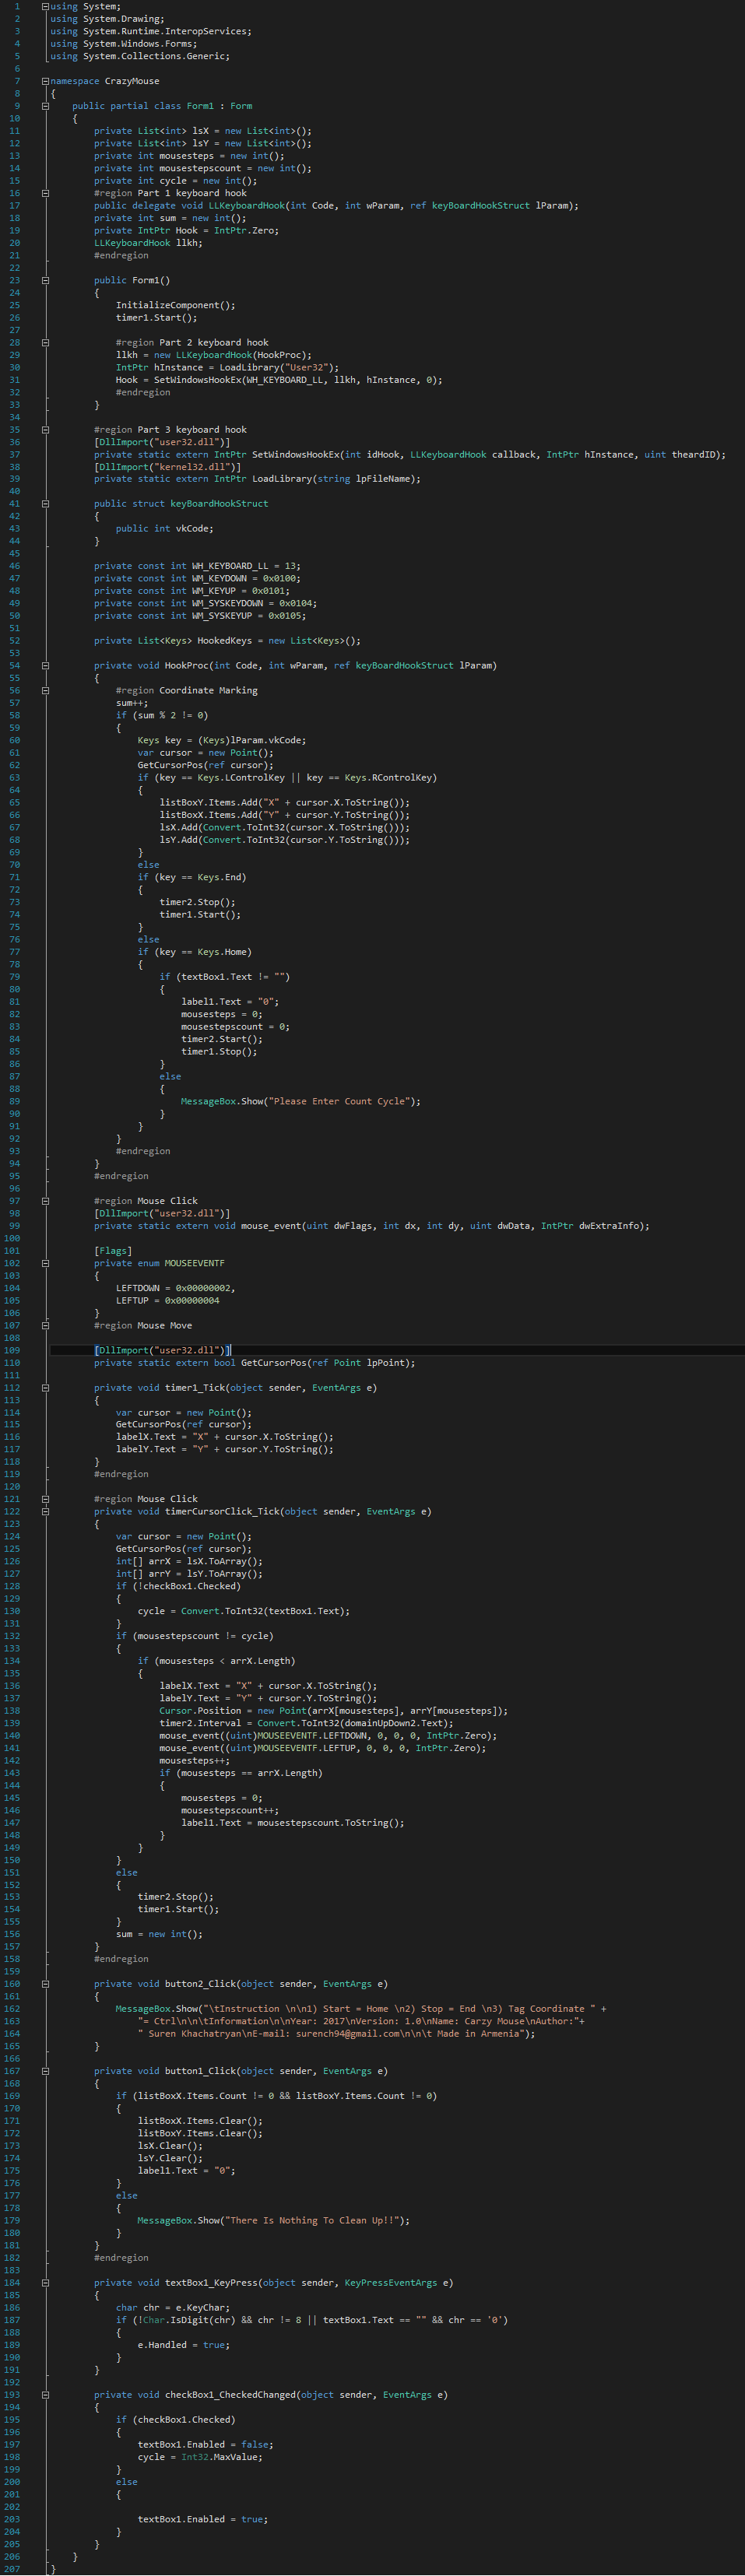 1 using System;
2 using System.Drawing;
3 using System.Runtime.InteropServices;
4 using System.Windows.Forms;
5 using System.Collections.Generic;
6
7 namespace CrazyMouse
8 {
9 public partial class Form1 : Form
10 {
11 private List<int> lsX = new List<int>();
12 private List<int> lsY = new List<int>();
13 private int mousesteps = new int();
14 private int mousestepscount = new int();
15 private int cycle = new int();
16 #region Part 1 keyboard hook
17 public delegate void LLKeyboardHook(int Code, int wParam, ref keyBoardHookStruct lParam);
18 private int sum = new int();
19 private IntPtr Hook = IntPtr.Zero;
20 LLKeyboardHook llkh;
21 #endregion
22
23 public Form1()
24 {
25 InitializeComponent();
26 timer1.Start();
27
28 #region Part 2 keyboard hook
29 llkh = new LLKeyboardHook(HookProc);
30 IntPtr hInstance = LoadLibrary("User32");
31 Hook = SetWindowsHookEx(WH_KEYBOARD_LL, llkh, hInstance, 0);
32 #endregion
33 }
34
35 #region Part 3 keyboard hook
36 [DllImport("user32.dll")]
37 private static extern IntPtr SetWindowsHookEx(int idHook, LLKeyboardHook callback, IntPtr hInstance, uint theardID);
38 [DllImport("kernel32.dll")]
39 private static extern IntPtr LoadLibrary(string lpFileName);
40
41 public struct keyBoardHookStruct
42 {
43 public int vkCode;
44 }
45
46 private const int WH_KEYBOARD_LL = 13;
47 private const int WM_KEYDOWN = 0x0100;
48 private const int WM_KEYUP = 0x0101;
49 private const int WM_SYSKEYDOWN = 0x0104;
50 private const int WM_SYSKEYUP = 0x0105;
51
52 private List<Keys> HookedKeys = new List<Keys>();
53
54 private void HookProc(int Code, int wParam, ref keyBoardHookStruct lParam)
55 {
56 #region Coordinate Marking
57 sum++;
58 if (sum % 2 != 0)
59 {
60 Keys key = (Keys)lParam.vkCode;
61 var cursor = new Point();
62 GetCursorPos(ref cursor);
63 if (key == Keys.LControlKey || key == Keys.RControlKey)
64 {
65 listBoxY.Items.Add("X" + cursor.X.ToString());
66 listBoxX.Items.Add("Y" + cursor.Y.ToString());
67 lsX.Add(Convert.ToInt32(cursor.X.ToString()));
68 lsY.Add(Convert.ToInt32(cursor.Y.ToString()));
69 }
70 else
71 if (key == Keys.End)
72 {
73 timer2.Stop();
74 timer1.Start();
75 }
76 else
77 if (key == Keys.Home)
78 {
79 if (textBox1.Text != "")
80 {
81 label1.Text = "0";
82 mousesteps = 0;
83 mousestepscount = 0;
84 timer2.Start();
85 timer1.Stop();
86 }
87 else
88 {
89 MessageBox.Show("Please Enter Count Cycle");
90 }
91 }
92 }
93 #endregion
94 }
95 #endregion
96
97 #region Mouse Click
98 [DllImport("user32.dll")]
99 private static extern void mouse_event(uint dwFlags, int dx, int dy, uint dwData, IntPtr dwExtraInfo);
100
101 [Flags]
102 private enum MOUSEEVENTF
103 {
104 LEFTDOWN = 0x00000002,
105 LEFTUP = 0x00000004
106 }
107 #region Mouse Move
108
109 [DllImport("user32.dll")]
110 private static extern bool GetCursorPos(ref Point lpPoint);
111
112 private void timer1_Tick(object sender, EventArgs e)
113 {
114 var cursor = new Point();
115 GetCursorPos(ref cursor);
116 labelX.Text = "X" + cursor.X.ToString();
117 labelY.Text = "Y" + cursor.Y.ToString();
118 }
119 #endregion
120
121 #region Mouse Click
122 private void timerCursorClick_Tick(object sender, EventArgs e)
123 {
124 var cursor = new Point();
125 GetCursorPos(ref cursor);
126 int[] arrX = lsX.ToArray();
127 int[] arrY = lsY.ToArray();
128 if (!checkBox1.Checked)
129 {
130 cycle = Convert.ToInt32(textBox1.Text);
131 }
132 if (mousestepscount != cycle)
133 {
134 if (mousesteps < arrX.Length)
135 {
136 labelX.Text = "X" + cursor.X.ToString();
137 labelY.Text = "Y" + cursor.Y.ToString();
138 Cursor.Position = new Point(arrX[mousesteps], arrY[mousesteps]);
139 timer2.Interval = Convert.ToInt32(domainUpDown2.Text);
140 mouse_event((uint)MOUSEEVENTF.LEFTDOWN, 0, 0, 0, IntPtr.Zero);
141 mouse_event((uint)MOUSEEVENTF.LEFTUP, 0, 0, 0, IntPtr.Zero);
142 mousesteps++;
143 if (mousesteps == arrX.Length)
144 {
145 mousesteps = 0;
146 mousestepscount++;
147 label1.Text = mousestepscount.ToString();
148 }
149 }
150 }
151 else
152 {
153 timer2.Stop();
154 timer1.Start();
155 }
156 sum = new int();
157 }
158 #endregion
159
160 private void button2_Click(object sender, EventArgs e)
161 {
162 MessageBox.Show("\tInstruction \n\n1) Start = Home \n2) Stop = End \n3) Tag Coordinate " +
163 "= Ctrl\n\n\tInformation\n\nYear: 2017\nVersion: 1.0\nName: Carzy Mouse\nAuthor:"+
164 " Suren Khachatryan\nE-mail: surench94@gmail.com\n\n\t Made in Armenia");
165 }
166
167 private void button1_Click(object sender, EventArgs e)
168 {
169 if (listBoxX.Items.Count != 0 && listBoxY.Items.Count != 0)
170 {
171 listBoxX.Items.Clear();
172 listBoxY.Items.Clear();
173 lsX.Clear();
174 lsY.Clear();
175 label1.Text = "0";
176 }
177 else
178 {
179 MessageBox.Show("There Is Nothing To Clean Up!!");
180 }
181 }
182 #endregion
183
184 private void textBox1_KeyPress(object sender, KeyPressEventArgs e)
185 {
186 char chr = e.KeyChar;
187 if (!Char.IsDigit(chr) && chr != 8 || textBox1.Text == "" && chr == '0')
188 {
189 e.Handled = true;
190 }
191 }
192
193 private void checkBox1_CheckedChanged(object sender, EventArgs e)
194 {
195 if (checkBox1.Checked)
196 {
197 textBox1.Enabled = false;
198 cycle = Int32.MaxValue;
199 }
200 else
201 {
202
203 textBox1.Enabled = true;
204 }
205 }
206 }
207 }